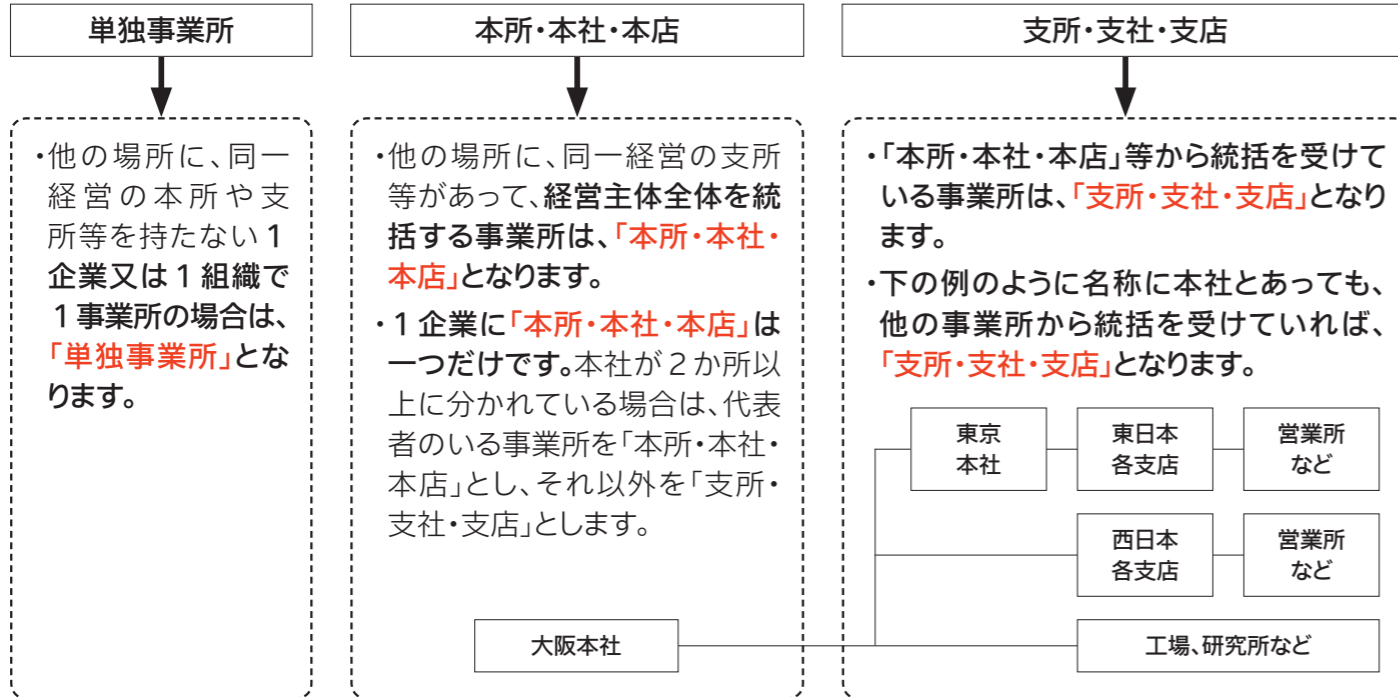 単独事業所
・他の場所に、同一
経営の本所や支
所等を持たない1
企業又は1組織で
1事業所の場合は、
「単独事業所」とな
ります。
本所・本社・本店
・他の場所に、同一経営の支所
等があって、経営主体全体を統
括する事業所は、「本所・本社・
本店」となります。
・1企業に「本所・本社・本店」は
一つだけです。本社が2か所以
上に分かれている場合は、代表
者のいる事業所を「本所・本社・
本店」とし、それ以外を「支所・
支社・支店」とします。
支所・支社・支店
・「本所・本社・本店」等から統括を受けて
いる事業所は、「支所・支社・支店」となり
ます。
・下の例のように名称に本社とあっても、
他の事業所から統括を受けていれば、
「支所・支社・支店」となります。
東京
本社
東日本
各支店
営業所
など
西日本
各支店
営業所
など
大阪本社
工場、研究所など